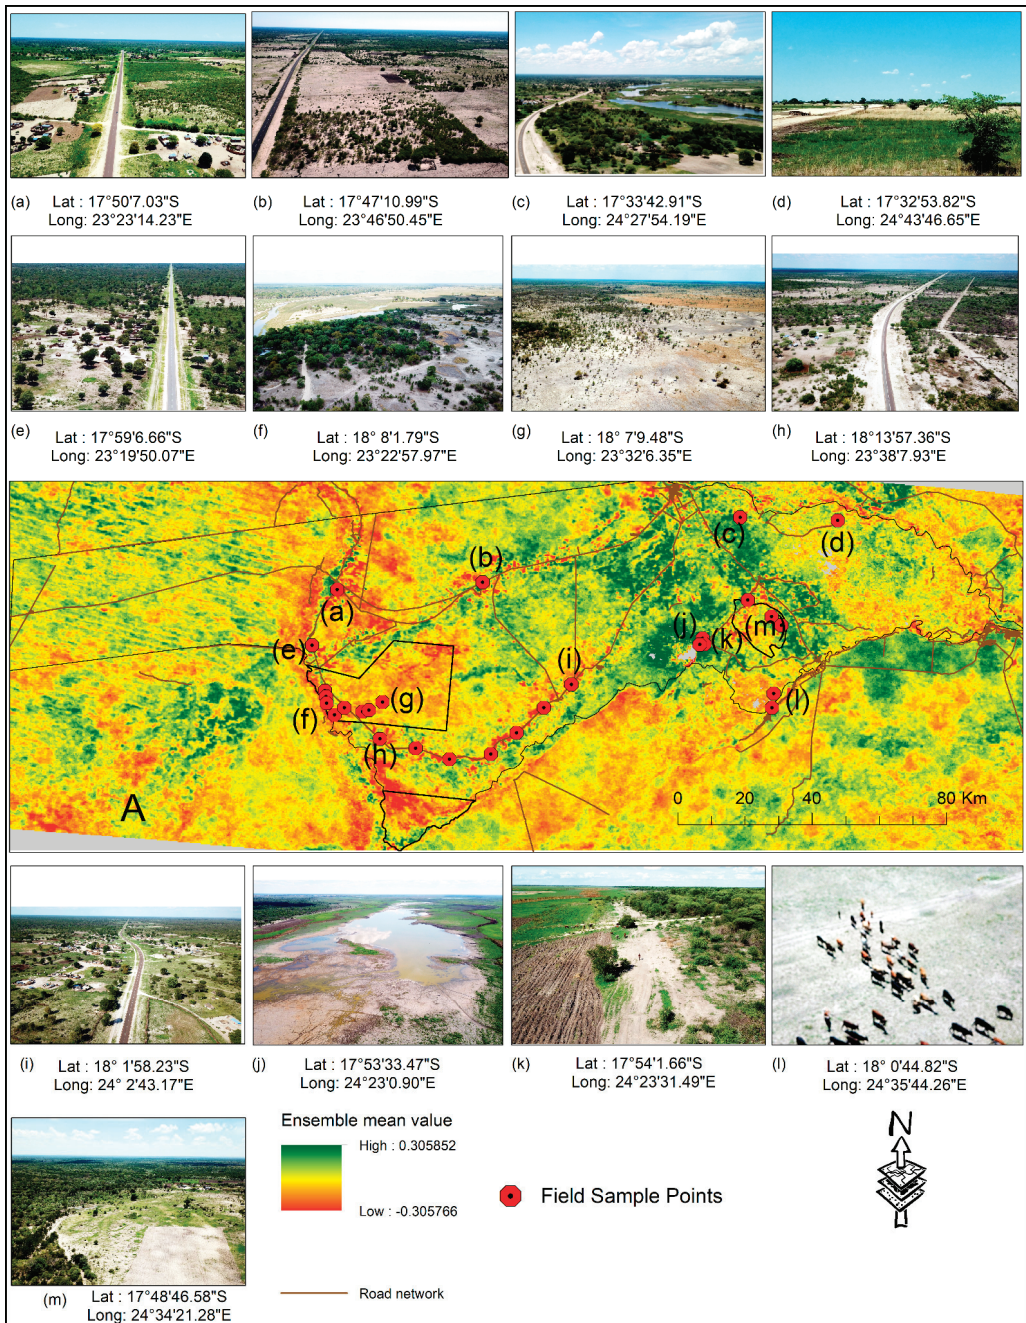 (a) Lat : 17°50'7.03"S
Long: 23°23'14.23"E
(b) Lat : 17°47'10.99"S
Long: 23°46'50.45"E
(c) Lat : 17°33'42.91"S
Long: 24°27'54.19"E
(d) Lat : 17°32'53.82"S
Long: 24°43'46.65"E
(e) Lat : 17°59'6.66"S
Long: 23°19'50.07"E
(f) Lat : 18° 8'1.79"S
Long: 23°22'57.97"E
(g) Lat : 18° 7'9.48"S
Long: 23°32'6.35"E
(h) Lat : 18°13'57.36"S
Long: 23°38'7.93"E
(c)
(d)
(b)
(a)
(j)
(k)
(m)
(e)
(i)
(g)
(l)
(f)
(h)
A
0 20 40 80 Km
(i) Lat : 18° 1'58.23"S
Long: 24° 2'43.17"E
(j) Lat : 17°53'33.47"S
Long: 24°23'0.90"E
(k) Lat : 17°54'1.66"S
Long: 24°23'31.49"E
(l) Lat : 18° 0'44.82"S
Long: 24°35'44.26"E
Ensemble mean value
High : 0.305852
Low : -0.305766
Field Sample Points
N
Road network
(m) Lat : 17°48'46.58"S
Long: 24°34'21.28"E